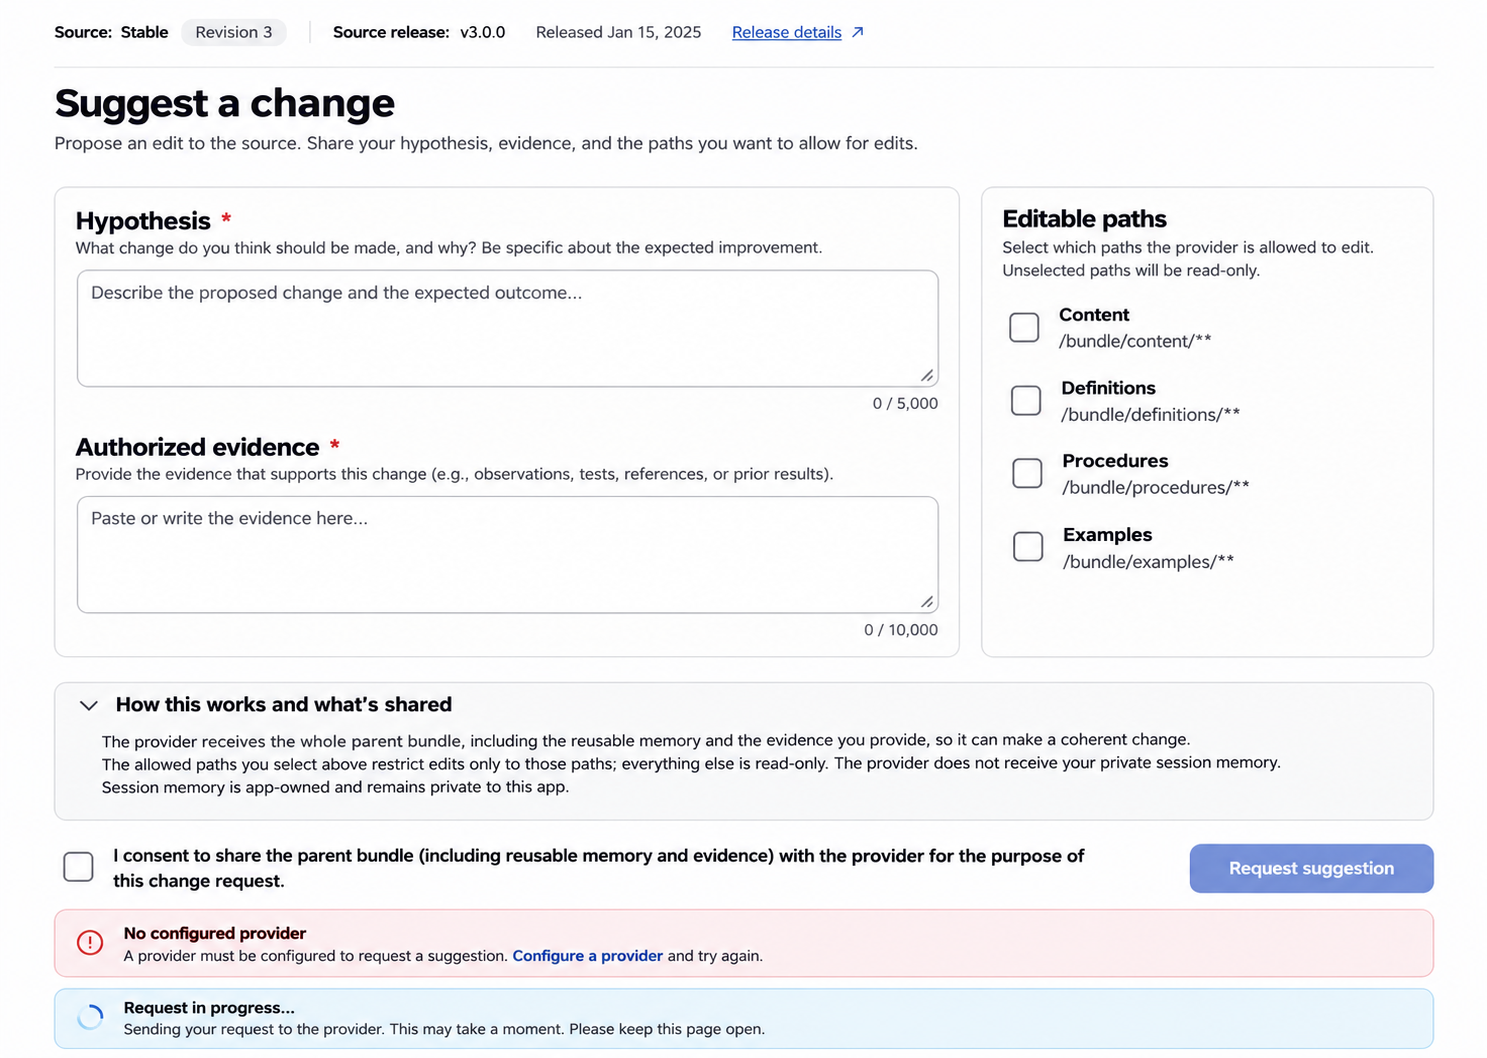 Source: Stable Revision 3 Source release: v3.0.0 Released Jan 15, 2025 Release details ↗
Suggest a change
Propose an edit to the source. Share your hypothesis, evidence, and the paths you want to allow for edits.
Hypothesis *
What change do you think should be made, and why? Be specific about the expected improvement.
Describe the proposed change and the expected outcome...
0 / 5,000
Authorized evidence *
Provide the evidence that supports this change (e.g., observations, tests, references, or prior results).
Paste or write the evidence here...
0 / 10,000
Editable paths
Select which paths the provider is allowed to edit.
Unselected paths will be read-only.
Content
/bundle/content/**
Definitions
/bundle/definitions/**
Procedures
/bundle/procedures/**
Examples
/bundle/examples/**
How this works and what's shared
The provider receives the whole parent bundle, including the reusable memory and the evidence you provide, so it can make a coherent change.
The allowed paths you select above restrict edits only to those paths; everything else is read-only. The provider does not receive your private session memory.
Session memory is app-owned and remains private to this app.
I consent to share the parent bundle (including reusable memory and evidence) with the provider for the purpose of
this change request.
Request suggestion
No configured provider
A provider must be configured to request a suggestion. Configure a provider and try again.
Request in progress...
Sending your request to the provider. This may take a moment. Please keep this page open.